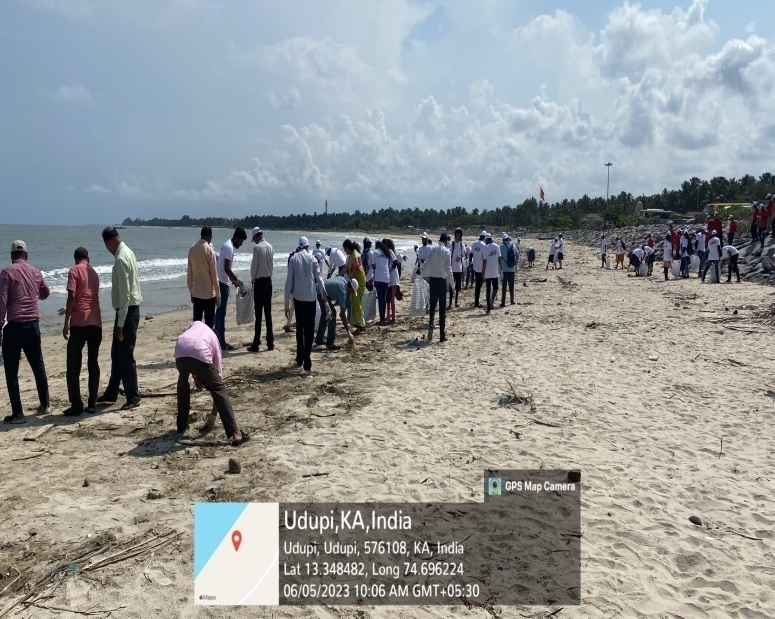 GPS Map Camera
Udupi,KA,India
Udupi, Udupi, 576108, KA, India
Lat 13.348482, Long 74.696224
06/05/2023 10:06 AM GMT+05:30
Maps